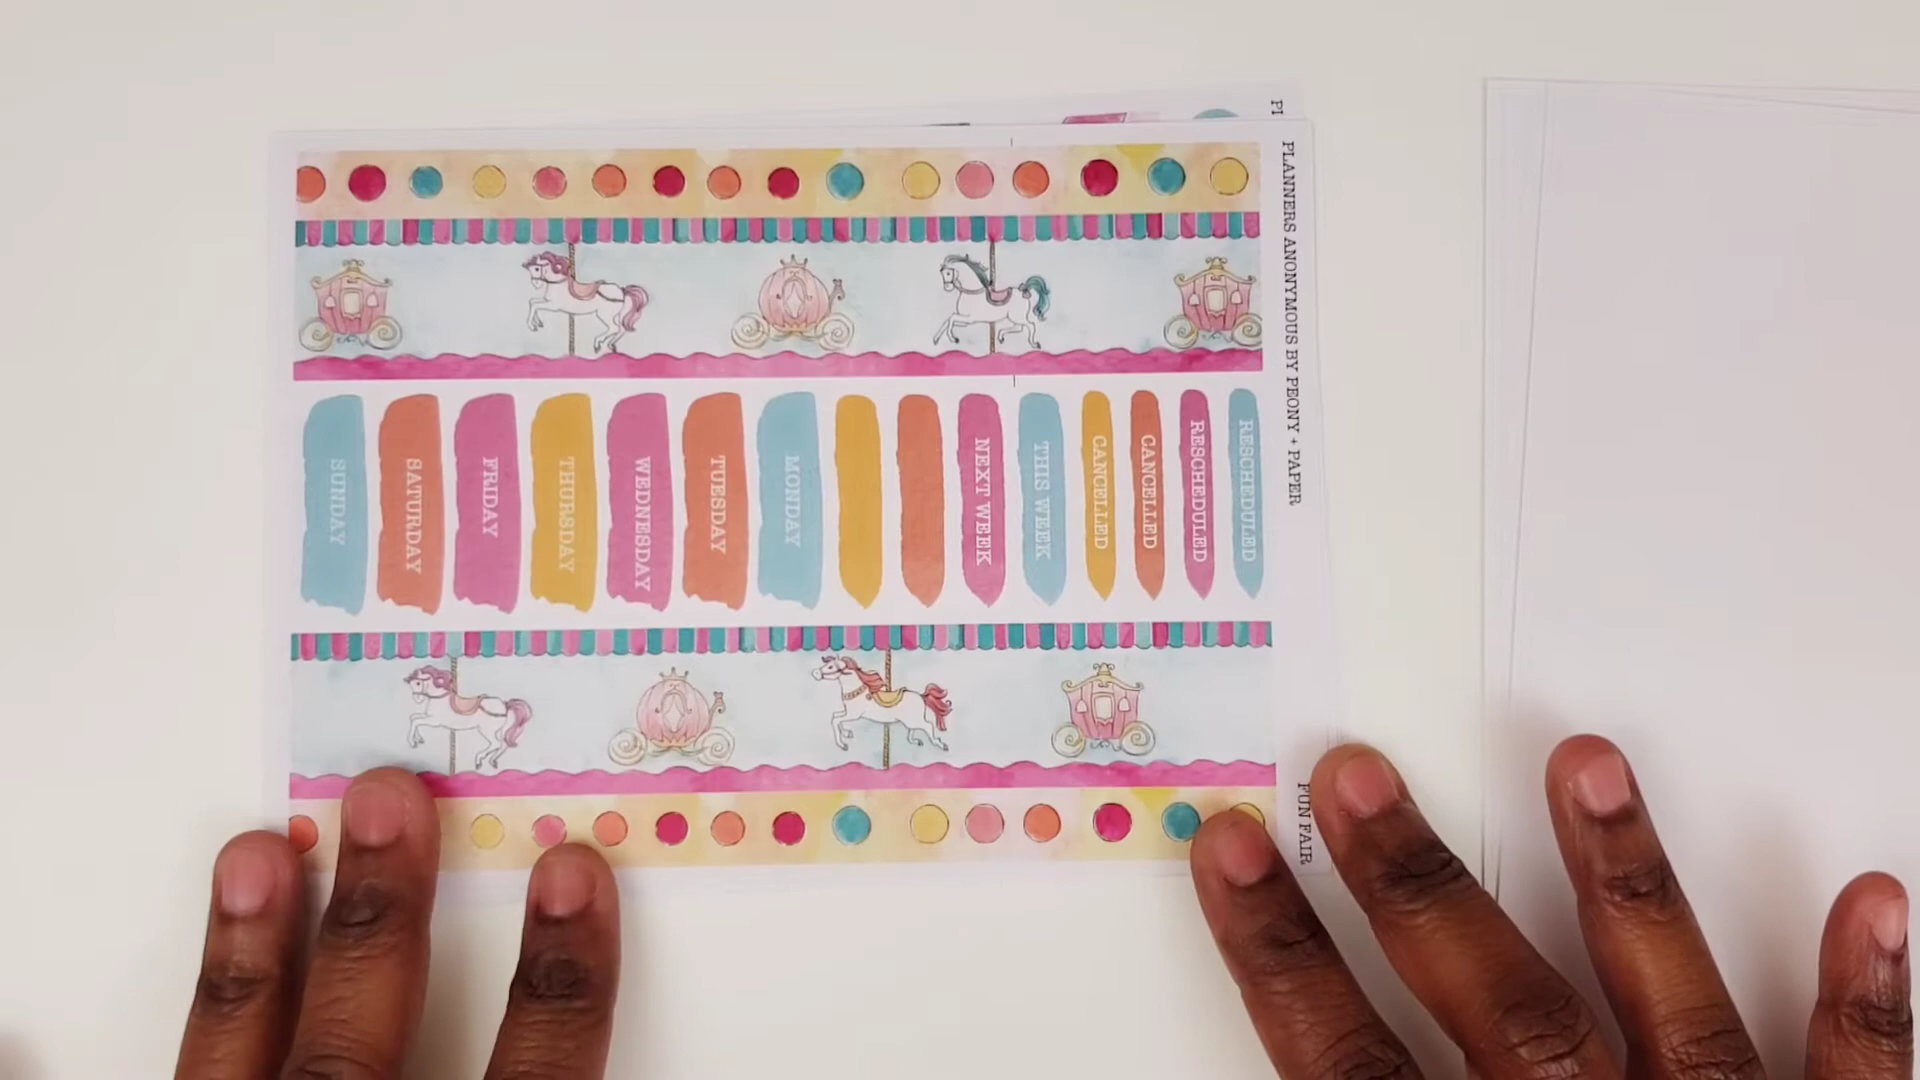 PL
PLANNERS ANONYMOUS BY PEONY + PAPER
SUNDAY
SATURDAY
FRIDAY
THURSDAY
WEDNESDAY
TUESDAY
MONDAY
NEXT WEEK
THIS WEEK
CANCELLED
CANCELLED
RESCHEDULED
RESCHEDULED
FUN FAIR